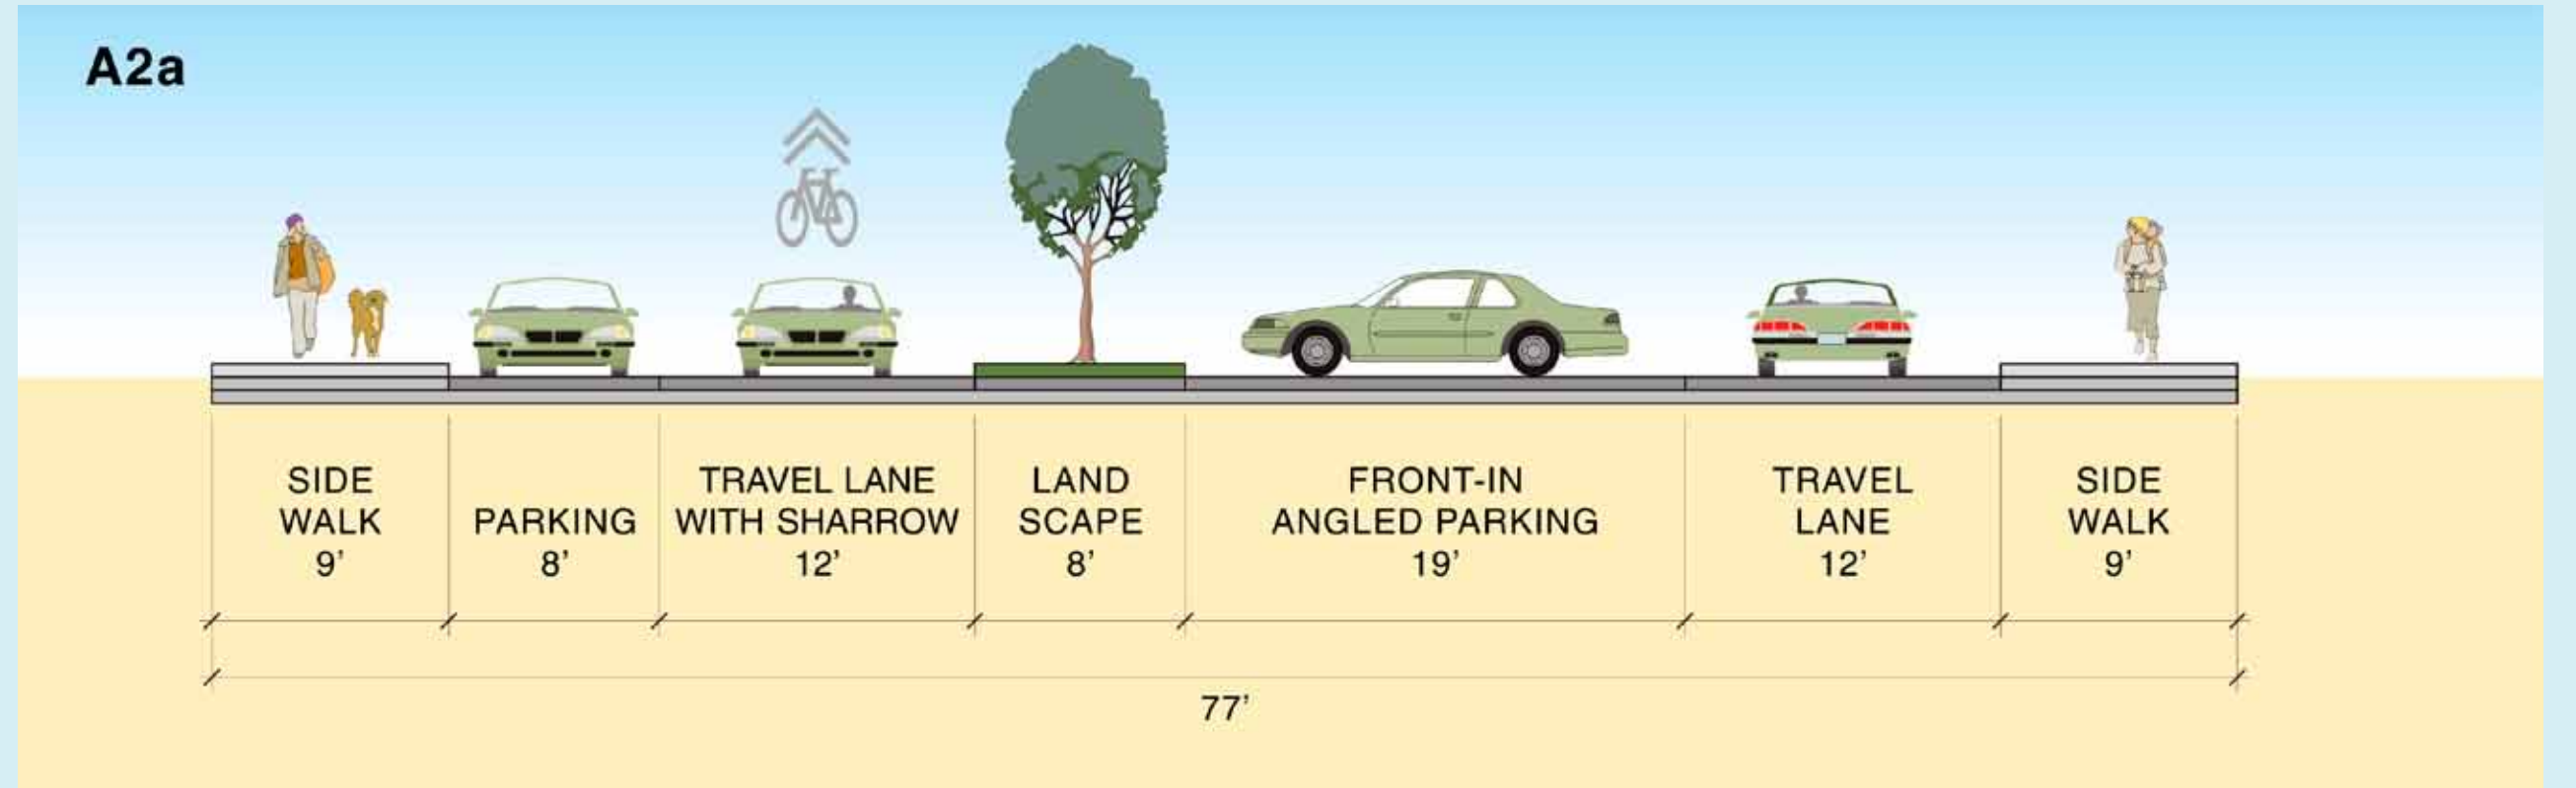 A2a
SIDE
WALK
9’
PARKING
8’
TRAVEL LANE
WITH SHARROW
12’
LAND
SCAPE
8’
FRONT-IN
ANGLED PARKING
19’
TRAVEL
LANE
12’
SIDE
WALK
9’
77’